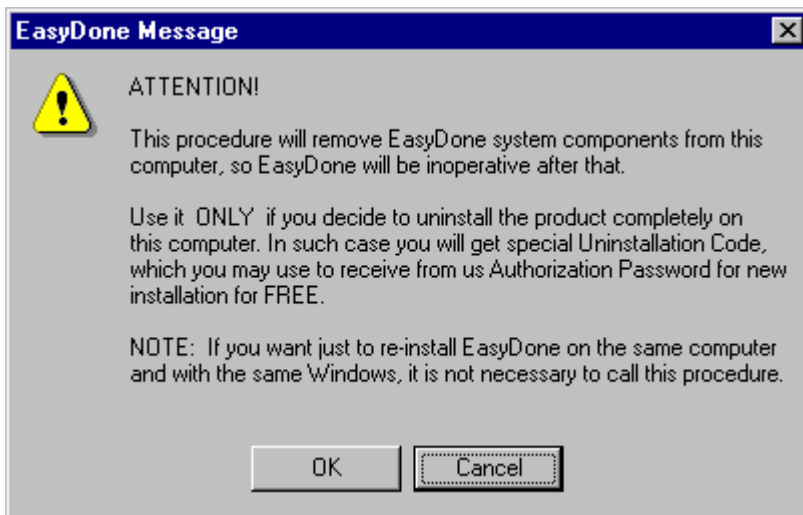 EasyDone Message
ATTENTION!
This procedure will remove EasyDone system components from this
computer, so EasyDone will be inoperative after that.
Use it  ONLY  if you decide to uninstall the product completely on
this computer. In such case you will get special Uninstallation Code,
which you may use to receive from us Authorization Password for new
installation for FREE.
NOTE:  If you want just to re-install EasyDone on the same computer
and with the same Windows, it is not necessary to call this procedure.
OK
Cancel